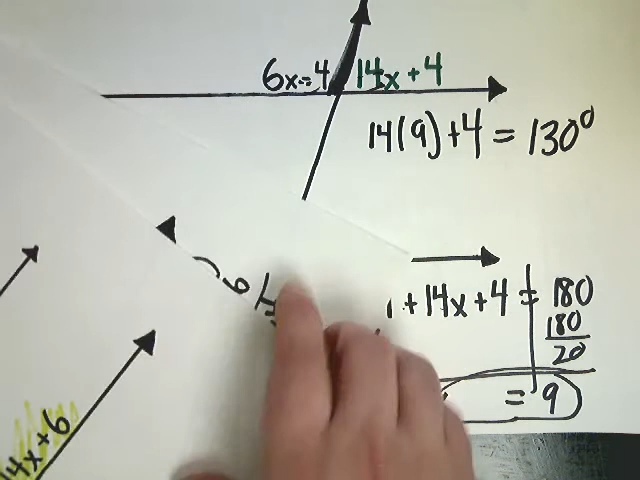 6x-4 14x+4
14(9)+4 = 130°
+14x+4 = 180
180
20
= 9
14x+6